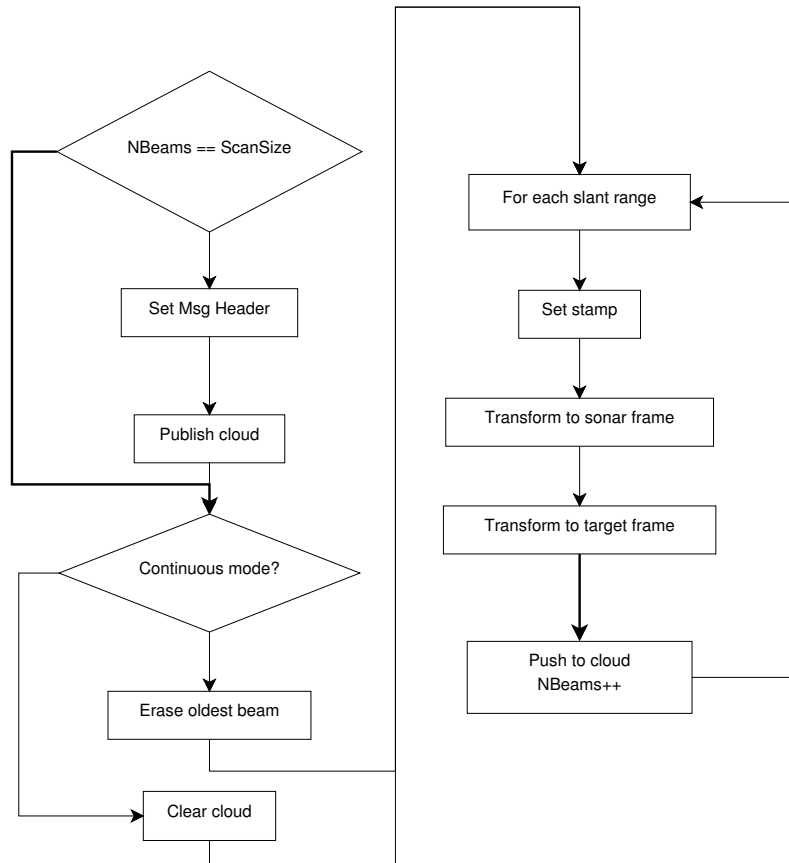 NBeams == ScanSize
Set Msg Header
Publish cloud
Continuous mode?
Erase oldest beam
Clear cloud
For each slant range
Set stamp
Transform to sonar frame
Transform to target frame
Push to cloud
NBeams++